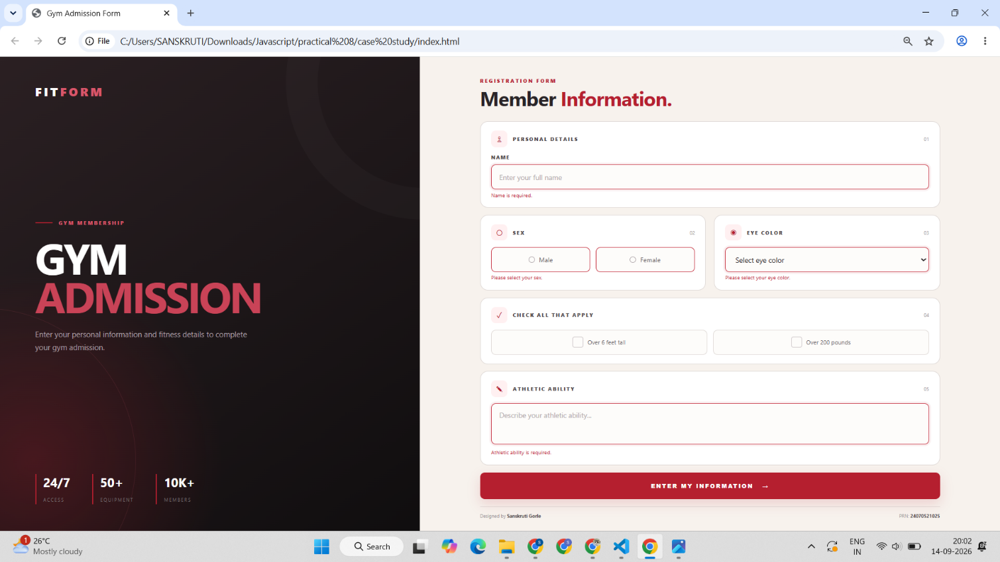 Gym Admission Form
File
C:/Users/SANSKRUTI/Downloads/Javascript/practical%208/case%20study/index.html
FITFORM
GYM MEMBERSHIP
GYM
ADMISSION
Enter your personal information and fitness details to complete
your gym admission.
24/7
ACCESS
50+
EQUIPMENT
10K+
MEMBERS
REGISTRATION FORM
Member Information.
PERSONAL DETAILS
01
NAME
Enter your full name
Name is required.
SEX
02
Male
Female
Please select your sex.
EYE COLOR
03
Select eye color
Please select your eye color.
CHECK ALL THAT APPLY
04
Over 6 feet tall
Over 200 pounds
ATHLETIC ABILITY
05
Describe your athletic ability...
Athletic ability is required.
ENTER MY INFORMATION →
Designed by Sanskruti Gorle
PRN: 24070521025
1
26°C
Mostly cloudy
Search
ENG
IN
20:02
14-09-2026